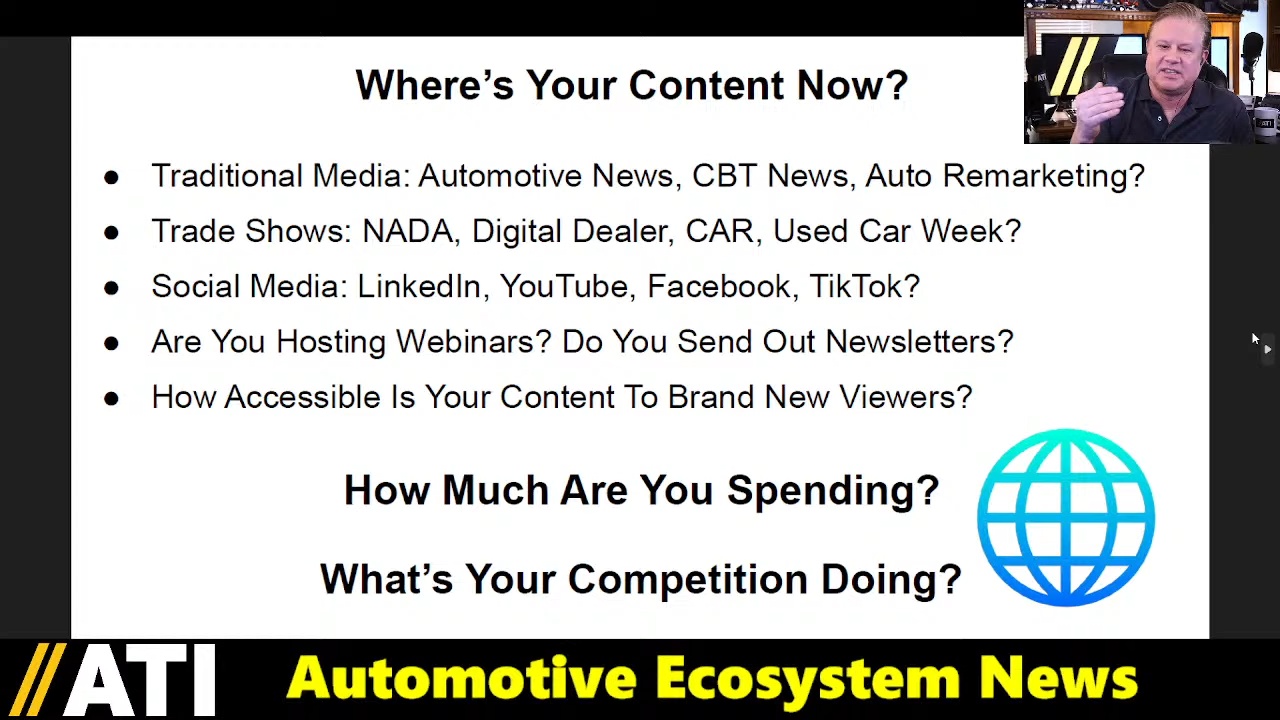 Where's Your Content Now?
● Traditional Media: Automotive News, CBT News, Auto Remarketing?
● Trade Shows: NADA, Digital Dealer, CAR, Used Car Week?
● Social Media: LinkedIn, YouTube, Facebook, TikTok?
● Are You Hosting Webinars? Do You Send Out Newsletters?
● How Accessible Is Your Content To Brand New Viewers?
How Much Are You Spending?
What's Your Competition Doing?
ATI
ATI
//ATI Automotive Ecosystem News